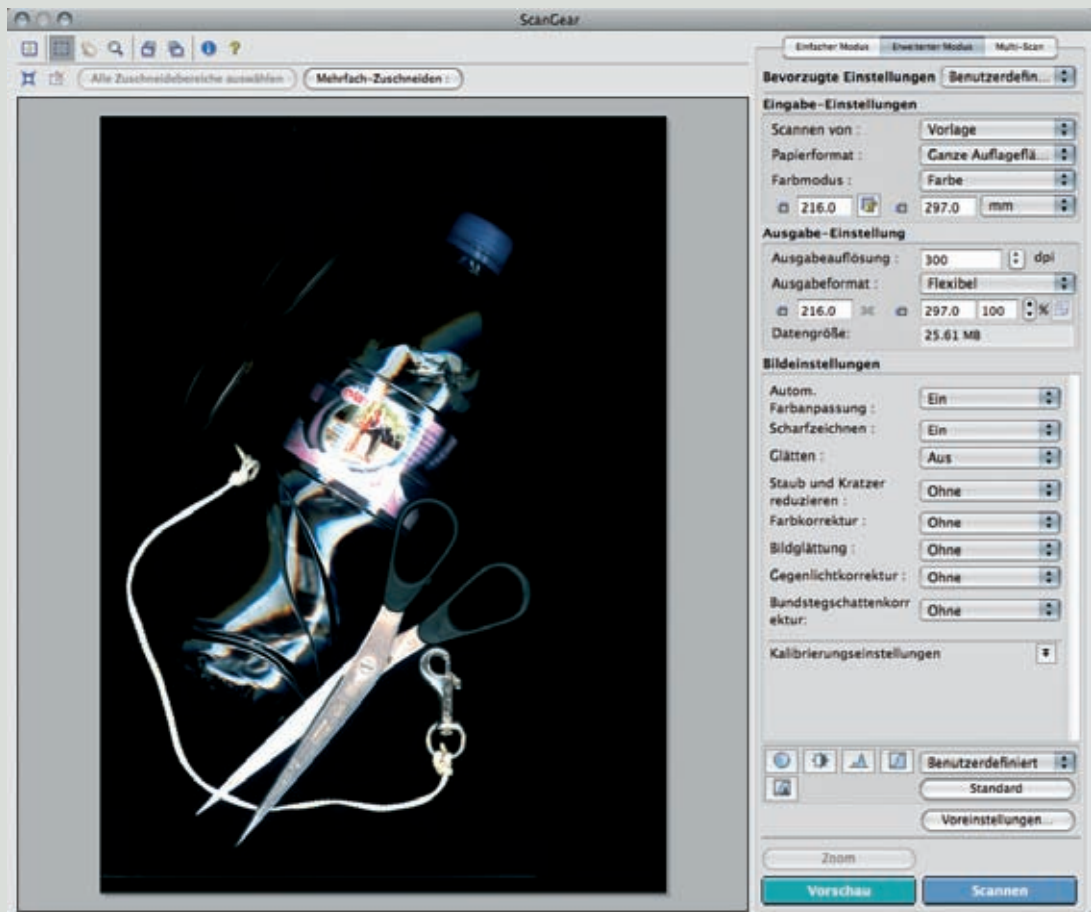 ScanGear
Einfacher Modus Erweiterter Modus Multi-Scan
Alle Zuschneidebereiche auswählen Mehrfach-Zuschneiden :
Bevorzugte Einstellungen Benutzerdefin...
Eingabe-Einstellungen
Scannen von : Vorlage
Papierformat : Ganze Auflageflä...
Farbmodus : Farbe
216.0 297.0 mm
Ausgabe-Einstellung
Ausgabeauflösung : 300 dpi
Ausgabeformat : Flexibel
216.0 297.0 100 %
Datengröße: 25.61 MB
Bildeinstellungen
Autom.
Farbanpassung : Ein
Scharfzeichnen : Ein
Glätten : Aus
Staub und Kratzer
reduzieren : Ohne
Farbkorrektur : Ohne
Bildglättung : Ohne
Gegenlichtkorrektur : Ohne
Bundstegschattenkorr
ektur: Ohne
Kalibrierungseinstellungen
Benutzerdefiniert
Standard
Voreinstellungen...
Zoom
Vorschau Scannen